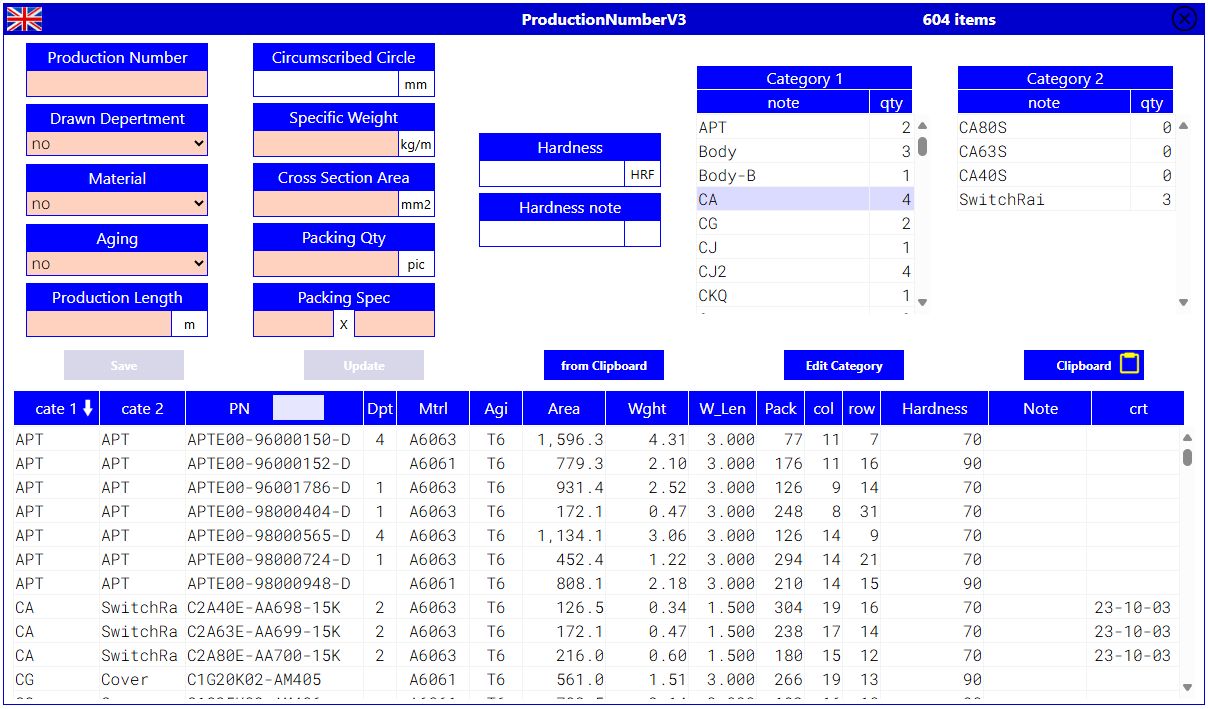 ProductionNumberV3 604 items
Production Number
Drawn Depertment
no
Material
no
Aging
no
Production Length
m
Circumscribed Circle
mm
Specific Weight
kg/m
Cross Section Area
mm2
Packing Qty
pic
Packing Spec
X
Hardness
HRF
Hardness note
Category 1
note qty
APT 2
Body 3
Body-B 1
CA 4
CG 2
CJ 1
CJ2 4
CKQ 1
Category 2
note qty
CA80S 0
CA63S 0
CA40S 0
SwitchRai 3
Save Update from Clipboard Edit Category Clipboard
cate 1 cate 2 PN Dpt Mtrl Agi Area Wght W_Len Pack col row Hardness Note crt
APT APT APTE00-96000150-D 4 A6063 T6 1,596.3 4.31 3.000 77 11 7 70
APT APT APTE00-96000152-D A6061 T6 779.3 2.10 3.000 176 11 16 90
APT APT APTE00-96001786-D 1 A6063 T6 931.4 2.52 3.000 126 9 14 70
APT APT APTE00-98000404-D 1 A6063 T6 172.1 0.47 3.000 248 8 31 70
APT APT APTE00-98000565-D 4 A6063 T6 1,134.1 3.06 3.000 126 14 9 70
APT APT APTE00-98000724-D 1 A6063 T6 452.4 1.22 3.000 294 14 21 70
APT APT APTE00-98000948-D A6061 T6 808.1 2.18 3.000 210 14 15 90
CA SwitchRa C2A40E-AA698-15K 2 A6063 T6 126.5 0.34 1.500 304 19 16 70 23-10-03
CA SwitchRa C2A63E-AA699-15K 2 A6063 T6 172.1 0.47 1.500 238 17 14 70 23-10-03
CA SwitchRa C2A80E-AA700-15K 2 A6063 T6 216.0 0.60 1.500 180 15 12 70 23-10-03
CG Cover C1G20K02-AM405 A6061 T6 561.0 1.51 3.000 266 19 13 90